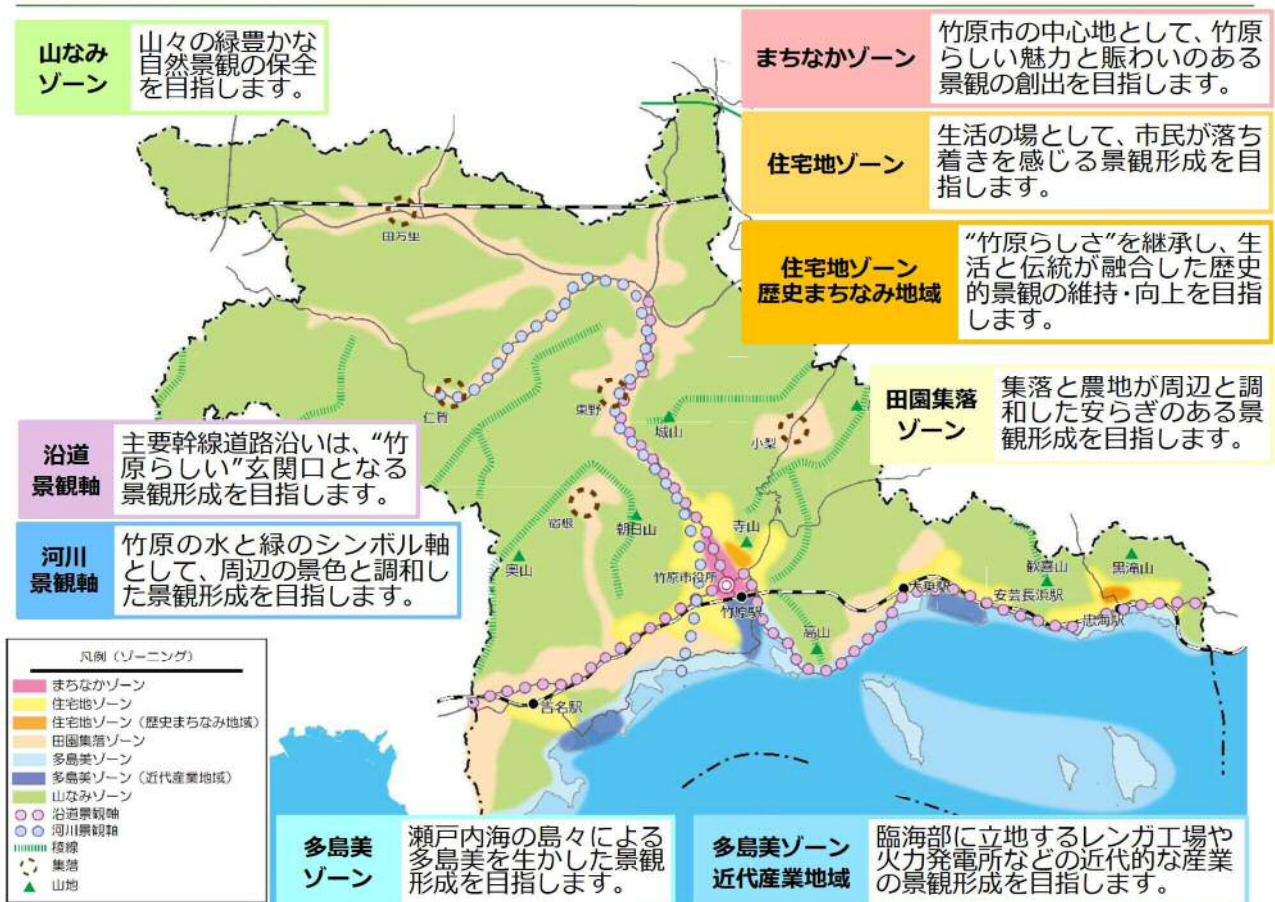 山なみ
ゾーン
山々の緑豊かな
自然景観の保全
を目指します。
まちなかゾーン
竹原市の中心地として、竹原
らしい魅力と賑わいのある
景観の創出を目指します。
住宅地ゾーン
生活の場として、市民が落ち
着きを感じる景観形成を目
指します。
住宅地ゾーン
歴史まちなみ地域
“竹原らしさ”を継承し、生
活と伝統が融合した歴史
的景観の維持・向上を目指
します。
田園集落
ゾーン
集落と農地が周辺と調
和した安らぎのある景
観形成を目指します。
沿道
景観軸
主要幹線道路沿いは、“竹
原らしい”玄関口となる
景観形成を目指します。
河川
景観軸
竹原の水と緑のシンボル軸
として、周辺の景色と調和し
た景観形成を目指します。
田万里
仁賀
東野
城山
小梨
宿根
朝日山
寺山
奥山
竹原市役所
竹原駅
高山
大乗駅
安芸長浜駅
歓喜山
黒滝山
忠海駅
吉名駅
凡例（ゾーニング）
まちなかゾーン
住宅地ゾーン
住宅地ゾーン（歴史まちなみ地域）
田園集落ゾーン
多島美ゾーン
多島美ゾーン（近代産業地域）
山なみゾーン
沿道景観軸
河川景観軸
稜線
集落
山地
多島美
ゾーン
瀬戸内海の島々による
多島美を生かした景観
形成を目指します。
多島美ゾーン
近代産業地域
臨海部に立地するレンガ工場や
火力発電所などの近代的な産業
の景観形成を目指します。